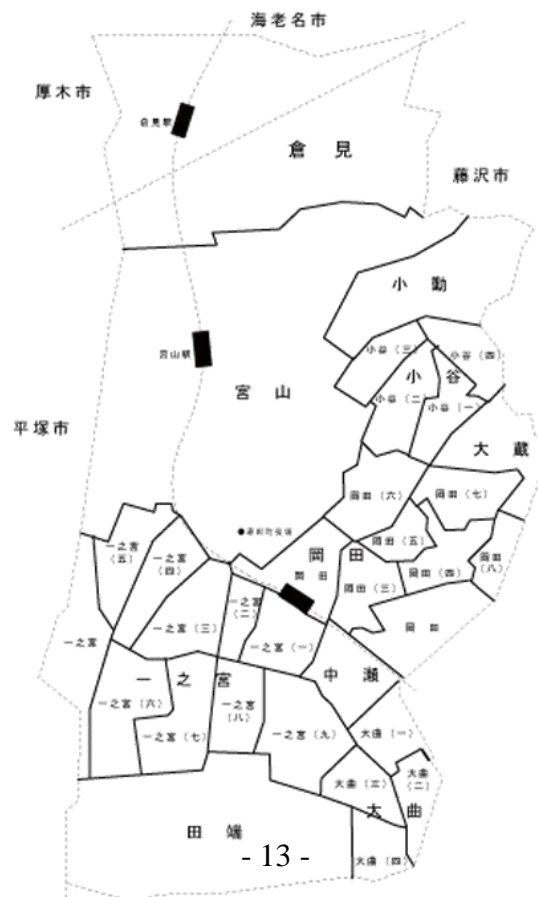 海老名市
厚木市
倉見駅
倉見
藤沢市
小動
宮山駅
小谷（三）
小谷（四）
小谷
小谷（二）
小谷（一）
宮山
平塚市
大蔵
岡田（六）
岡田（七）
●寒川町役場
岡田（五）
岡田
岡田
岡田（八）
岡田（四）
岡田（三）
岡田
一之宮（五）
一之宮（四）
一之宮（二）
一之宮（三）
一之宮（一）
一之宮
中瀬
一之宮
一之宮（六）
一之宮（八）
一之宮（七）
一之宮（九）
大曲（一）
大曲（二）
大曲（三）
大曲
田端
大曲（四）
- 13 -